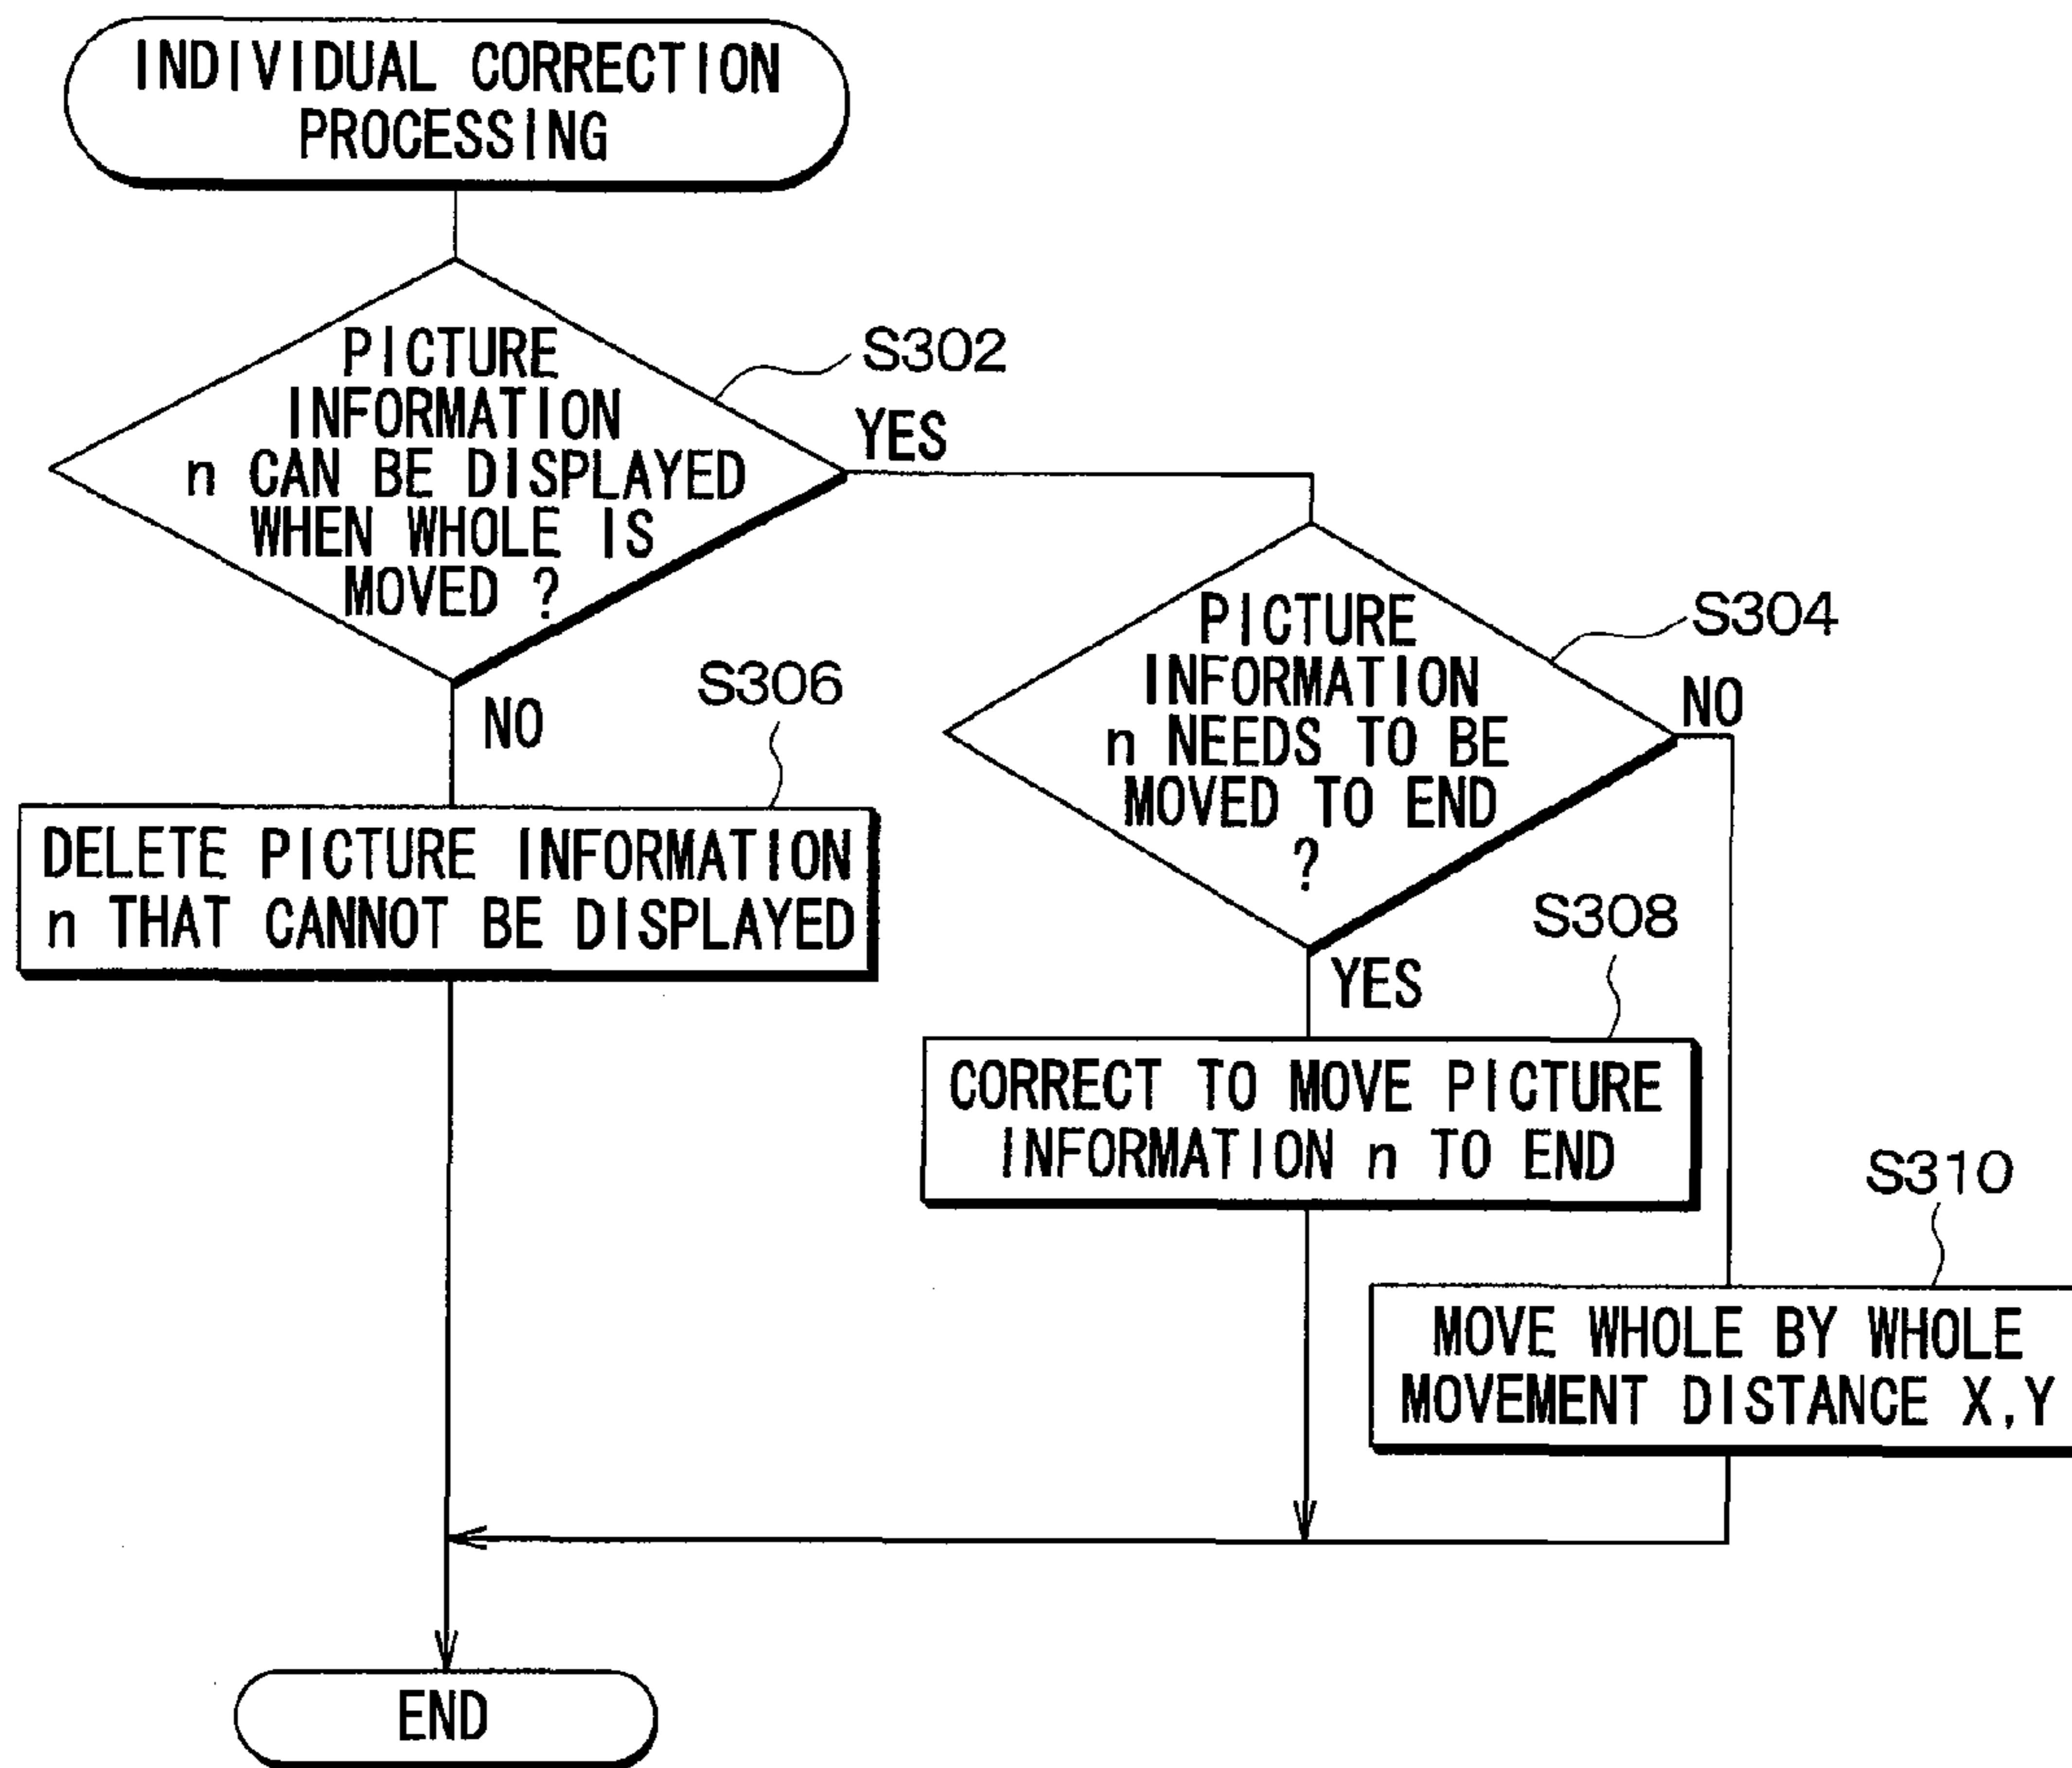 INDIVIDUAL CORRECTION
PROCESSING
PICTURE
INFORMATION
n CAN BE DISPLAYED
WHEN WHOLE IS
MOVED ?
S302
YES
NO
PICTURE
INFORMATION
n NEEDS TO BE
MOVED TO END
?
S304
NO
YES
S306
DELETE PICTURE INFORMATION
n THAT CANNOT BE DISPLAYED
S308
CORRECT TO MOVE PICTURE
INFORMATION n TO END
S310
MOVE WHOLE BY WHOLE
MOVEMENT DISTANCE X,Y
END